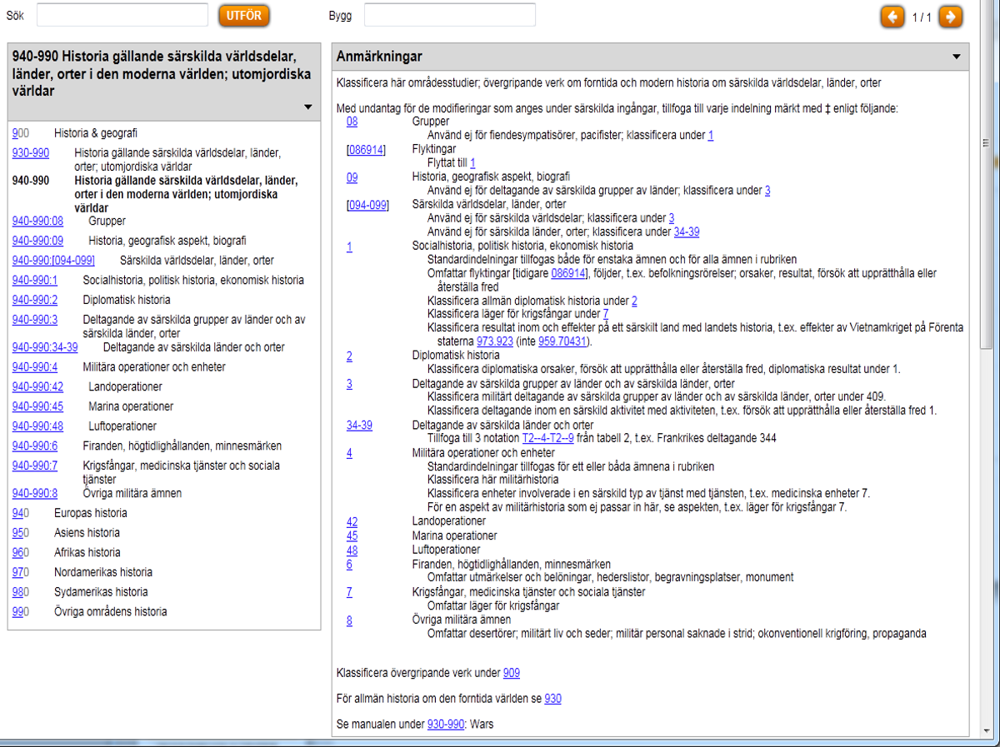 Sök
UTFÖR
Bygg
1 / 1
940-990 Historia gällande särskilda världsdelar,
länder, orter i den moderna världen; utomjordiska
världar
900 Historia & geografi
930-990 Historia gällande särskilda världsdelar, länder,
orter; utomjordiska världar
940-990 Historia gällande särskilda världsdelar, länder,
orter i den moderna världen; utomjordiska
världar
940-990:08 Grupper
940-990:09 Historia, geografisk aspekt, biografi
940-990:[094-099] Särskilda världsdelar, länder, orter
940-990:1 Socialhistoria, politisk historia, ekonomisk historia
940-990:2 Diplomatisk historia
940-990:3 Deltagande av särskilda grupper av länder och av
särskilda länder, orter
940-990:34-39 Deltagande av särskilda länder och orter
940-990:4 Militära operationer och enheter
940-990:42 Landoperationer
940-990:45 Marina operationer
940-990:48 Luftoperationer
940-990:6 Firanden, högtidlighållanden, minnesmärken
940-990:7 Krigsfångar, medicinska tjänster och sociala
tjänster
940-990:8 Övriga militära ämnen
940 Europas historia
950 Asiens historia
960 Afrikas historia
970 Nordamerikas historia
980 Sydamerikas historia
990 Övriga områdens historia
Anmärkningar
Klassificera här områdesstudier; övergripande verk om forntida och modern historia om särskilda världsdelar, länder, orter
Med undantag för de modifieringar som anges under särskilda ingångar, tillfoga till varje indelning märkt med ‡ enligt följande:
08 Grupper
Använd ej för fiendesympatisörer, pacifister; klassificera under 1
[086914] Flyktingar
Flyttat till 1
09 Historia, geografisk aspekt, biografi
Använd ej för deltagande av särskilda grupper av länder; klassificera under 3
[094-099] Särskilda världsdelar, länder, orter
Använd ej för särskilda världsdelar; klassificera under 3
Använd ej för särskilda länder, orter; klassificera under 34-39
1 Socialhistoria, politisk historia, ekonomisk historia
Standardindelningar tillfogas både för enstaka ämnen och för alla ämnen i rubriken
Omfattar flyktingar [tidigare 086914], följder, t.ex. befolkningsrörelser; orsaker, resultat, försök att upprätthålla eller
återställa fred
Klassificera allmän diplomatisk historia under 2
Klassificera läger för krigsfångar under 7
Klassificera resultat inom och effekter på ett särskilt land med landets historia, t.ex. effekter av Vietnamkriget på Förenta
staterna 973.923 (inte 959.70431).
2 Diplomatisk historia
Klassificera diplomatiska orsaker, försök att upprätthålla eller återställa fred, diplomatiska resultat under 1.
3 Deltagande av särskilda grupper av länder och av särskilda länder, orter
Klassificera militärt deltagande av särskilda grupper av länder och av särskilda länder, orter under 409.
Klassificera deltagande inom en särskild aktivitet med aktiviteten, t.ex. försök att upprätthålla eller återställa fred 1.
34-39 Deltagande av särskilda länder och orter
Tillfoga till 3 notation T2--4-T2--9 från tabell 2, t.ex. Frankrikes deltagande 344
4 Militära operationer och enheter
Standardindelningar tillfogas för ett eller båda ämnena i rubriken
Klassificera här militärhistoria
Klassificera enheter involverade i en särskild typ av tjänst med tjänsten, t.ex. medicinska enheter 7.
För en aspekt av militärhistoria som ej passar in här, se aspekten, t.ex. läger för krigsfångar 7.
42 Landoperationer
45 Marina operationer
48 Luftoperationer
6 Firanden, högtidlighållanden, minnesmärken
Omfattar utmärkelser och belöningar, hederslistor, begravningsplatser, monument
7 Krigsfångar, medicinska tjänster och sociala tjänster
Omfattar läger för krigsfångar
8 Övriga militära ämnen
Omfattar desertörer; militärt liv och seder; militär personal saknade i strid; okonventionell krigföring, propaganda
Klassificera övergripande verk under 909
För allmän historia om den forntida världen se 930
Se manualen under 930-990: Wars